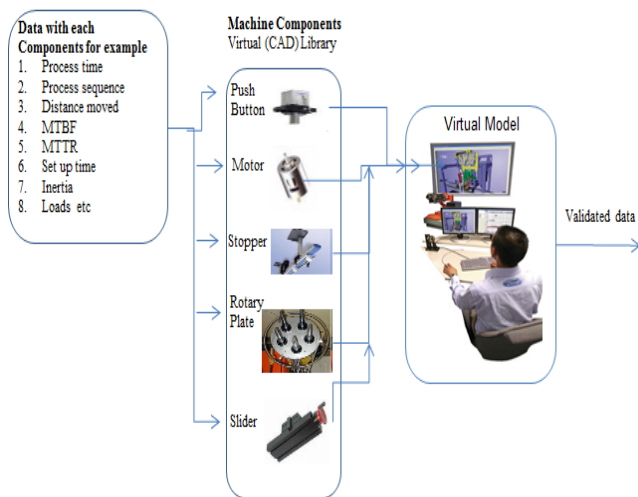 Data with each
Components for example
1. Process time
2. Process sequence
3. Distance moved
4. MTBF
5. MTTR
6. Set up time
7. Inertia
8. Loads etc
Machine Components
Virtual (CAD) Library
Push
Button
Motor
Stopper
Rotary
Plate
Slider
Virtual Model
Validated data